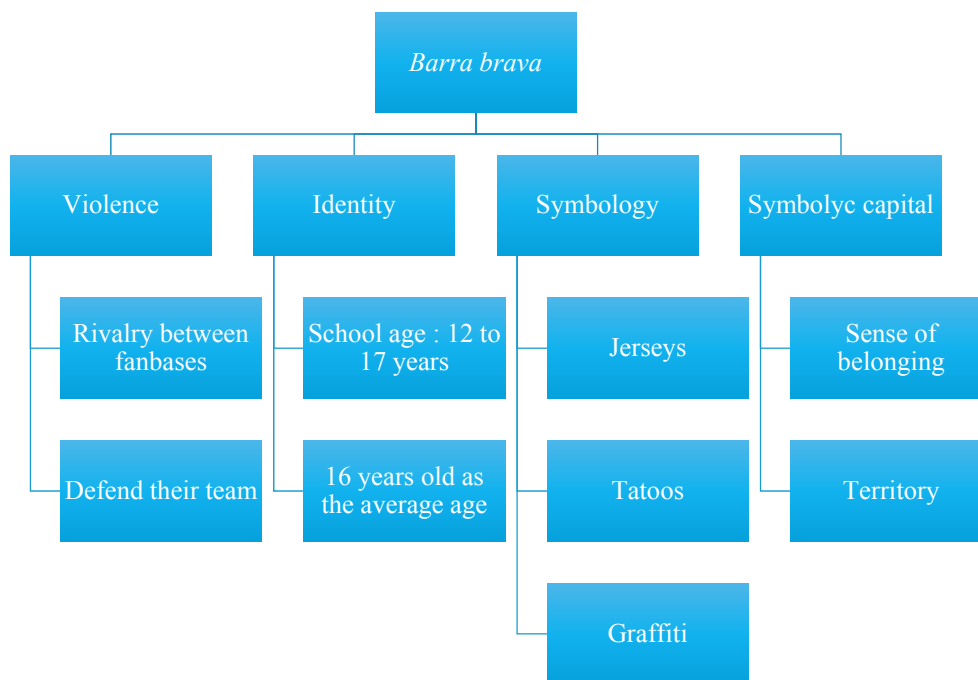 Barra brava
Violence
Identity
Symbology
Symbolyc capital
Rivalry between
fanbases
School age : 12 to
17 years
Jerseys
Sense of
belonging
Defend their team
16 years old as
the average age
Tatoos
Territory
Graffiti